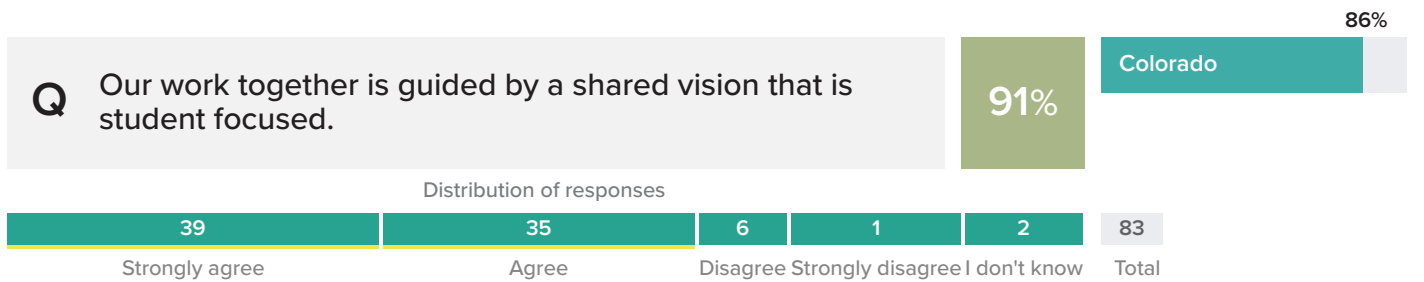 86%
Q Our work together is guided by a shared vision that is
student focused.
91%
Colorado
Distribution of responses
39 35 6 1 2 83
Strongly agree Agree Disagree Strongly disagree I don't know Total